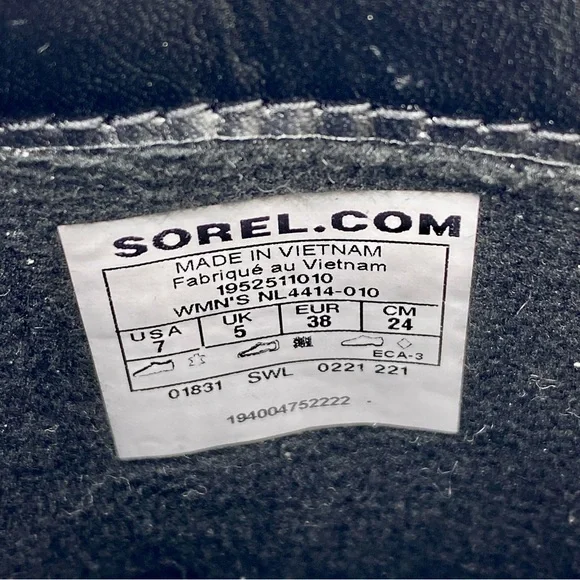 SOREL.COM
MADE IN VIETNAM
Fabriqué au Vietnam
1952511010
WMN'S NL4414-010
USA UK EUR CM
7 5 38 24
ECA-3
01831 SWL 0221 221
194004752222